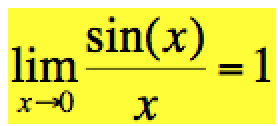 lim sin(x)/x = 1
x→0